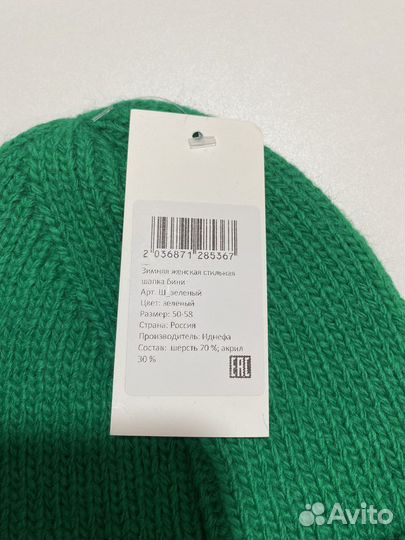 2 036871 285367
Зимняя женская стильная
шапка бини
Арт. Ш_зеленый
Цвет: зеленый
Размер: 50-58
Страна: Россия
Производитель: Иднефа
Состав: шерсть 70 %; акрил
30 %
EAC
Avito